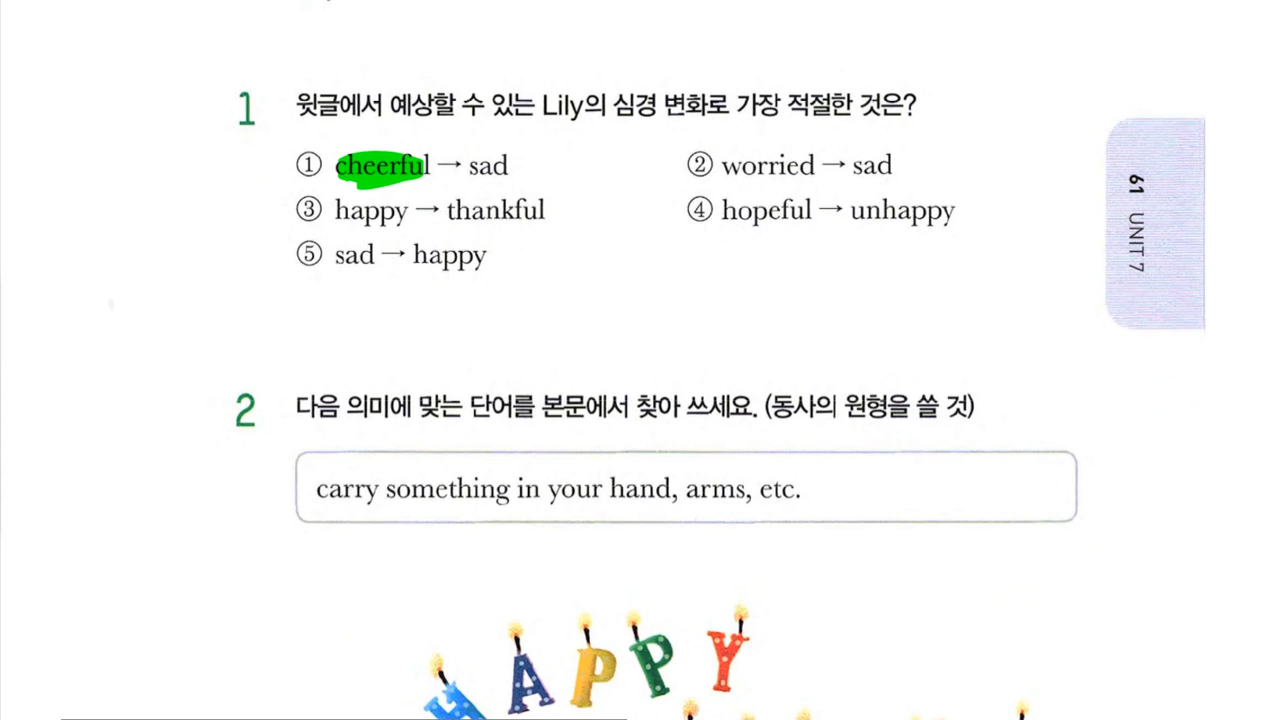 1 윗글에서 예상할 수 있는 Lily의 심경 변화로 가장 적절한 것은?
① cheerful → sad ② worried → sad
③ happy → thankful ④ hopeful → unhappy
⑤ sad → happy
61 UNIT 7
2 다음 의미에 맞는 단어를 본문에서 찾아 쓰세요. (동사의 원형을 쓸 것)
carry something in your hand, arms, etc.
HAPPY